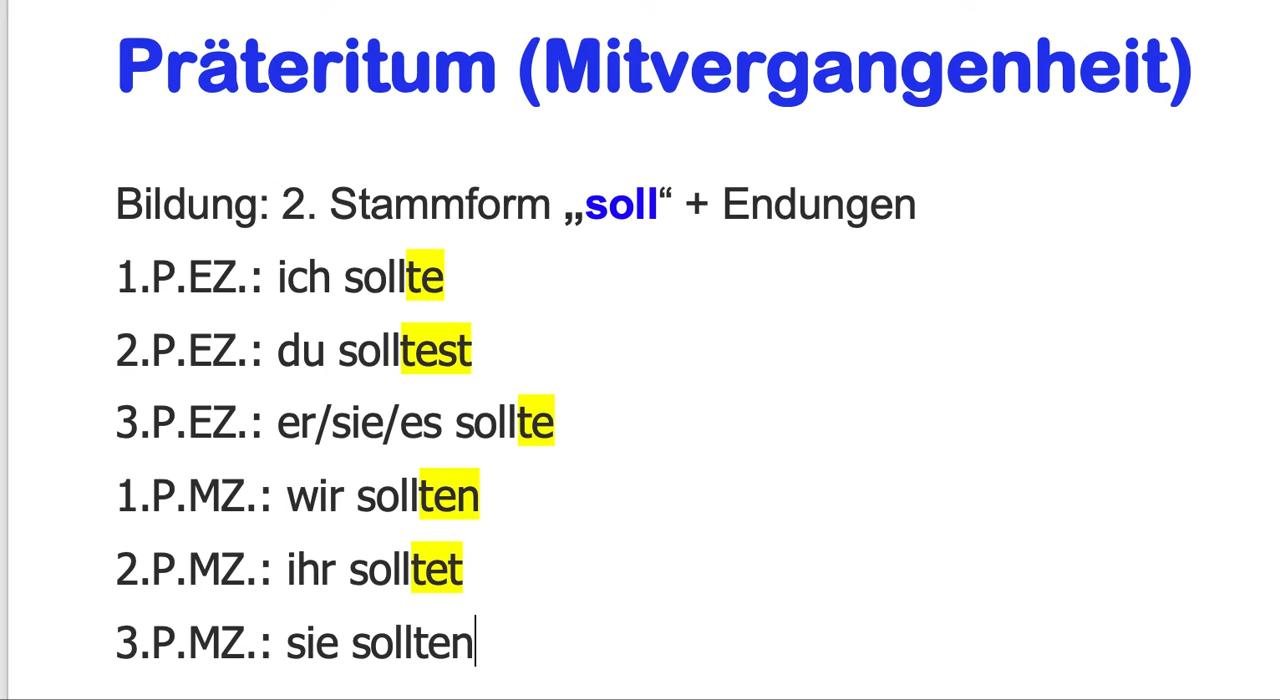 Präteritum (Mitvergangenheit)
Bildung: 2. Stammform „soll“ + Endungen
1.P.EZ.: ich sollte
2.P.EZ.: du solltest
3.P.EZ.: er/sie/es sollte
1.P.MZ.: wir sollten
2.P.MZ.: ihr solltet
3.P.MZ.: sie sollten